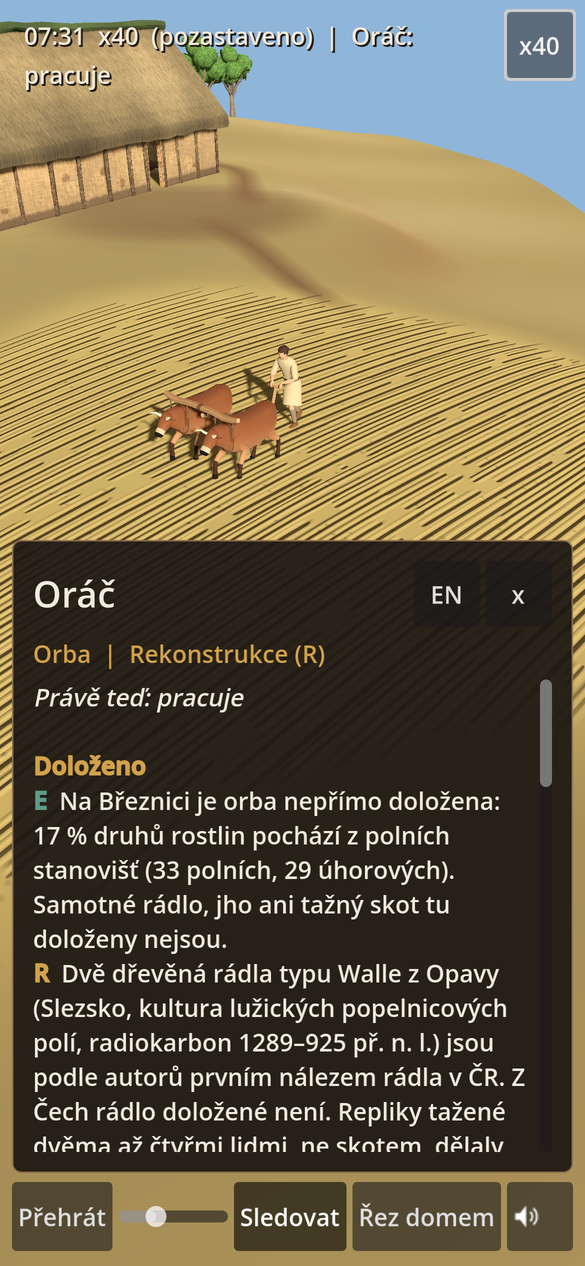 07:31 x40 (pozastaveno) | Oráč:
pracuje
x40
Oráč
EN
x
Orba | Rekonstrukce (R)
Právě teď: pracuje
Doloženo
E Na Březnici je orba nepřímo doložena:
17 % druhů rostlin pochází z polních
stanovišť (33 polních, 29 úhorových).
Samotné rádlo, jho ani tažný skot tu
doloženy nejsou.
R Dvě dřevěná rádla typu Walle z Opavy
(Slezsko, kultura lužických popelnicových
polí, radiokarbon 1289–925 př. n. l.) jsou
podle autorů prvním nálezem rádla v ČR. Z
Čech rádlo doložené není. Repliky tažené
dvěma až čtyřmi lidmi, ne skotem, dělaly
Přehrát
Sledovat
Řez domem